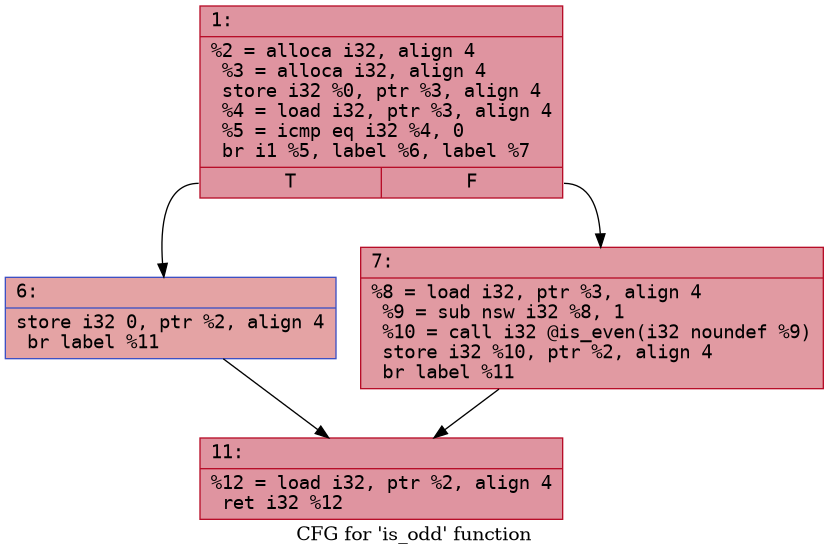 1:
%2 = alloca i32, align 4
%3 = alloca i32, align 4
store i32 %0, ptr %3, align 4
%4 = load i32, ptr %3, align 4
%5 = icmp eq i32 %4, 0
br i1 %5, label %6, label %7
T F
6:
store i32 0, ptr %2, align 4
br label %11
7:
%8 = load i32, ptr %3, align 4
%9 = sub nsw i32 %8, 1
%10 = call i32 @is_even(i32 noundef %9)
store i32 %10, ptr %2, align 4
br label %11
11:
%12 = load i32, ptr %2, align 4
ret i32 %12
CFG for 'is_odd' function